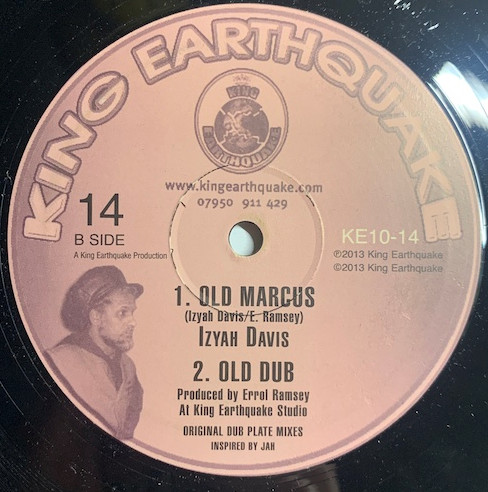 KING EARTHQUAKE
KING
EARTHQUAKE
www.kingearthquake.com
07950 911 429
14
B SIDE
A King Earthquake Production
KE10-14
℗2013 King Earthquake
©2013 King Earthquake
1. OLD MARCUS
(Izyah Davis/E. Ramsey)
IZYAH DAVIS
2. OLD DUB
Produced by Errol Ramsey
At King Earthquake Studio
ORIGINAL DUB PLATE MIXES
INSPIRED BY JAH